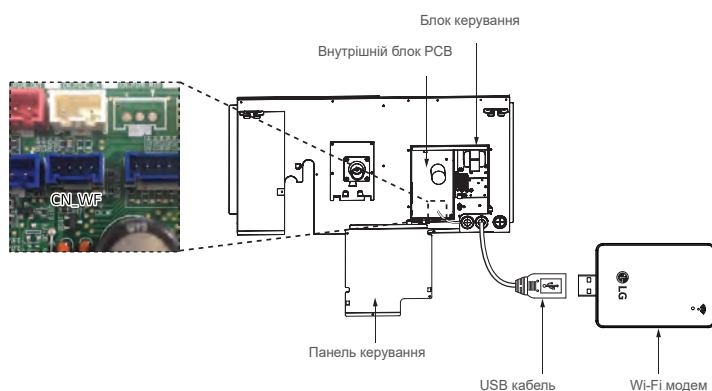 Блок керування
Внутрішній блок PCB
CN_WF
LG
Панель керування
USB кабель
Wi-Fi модем